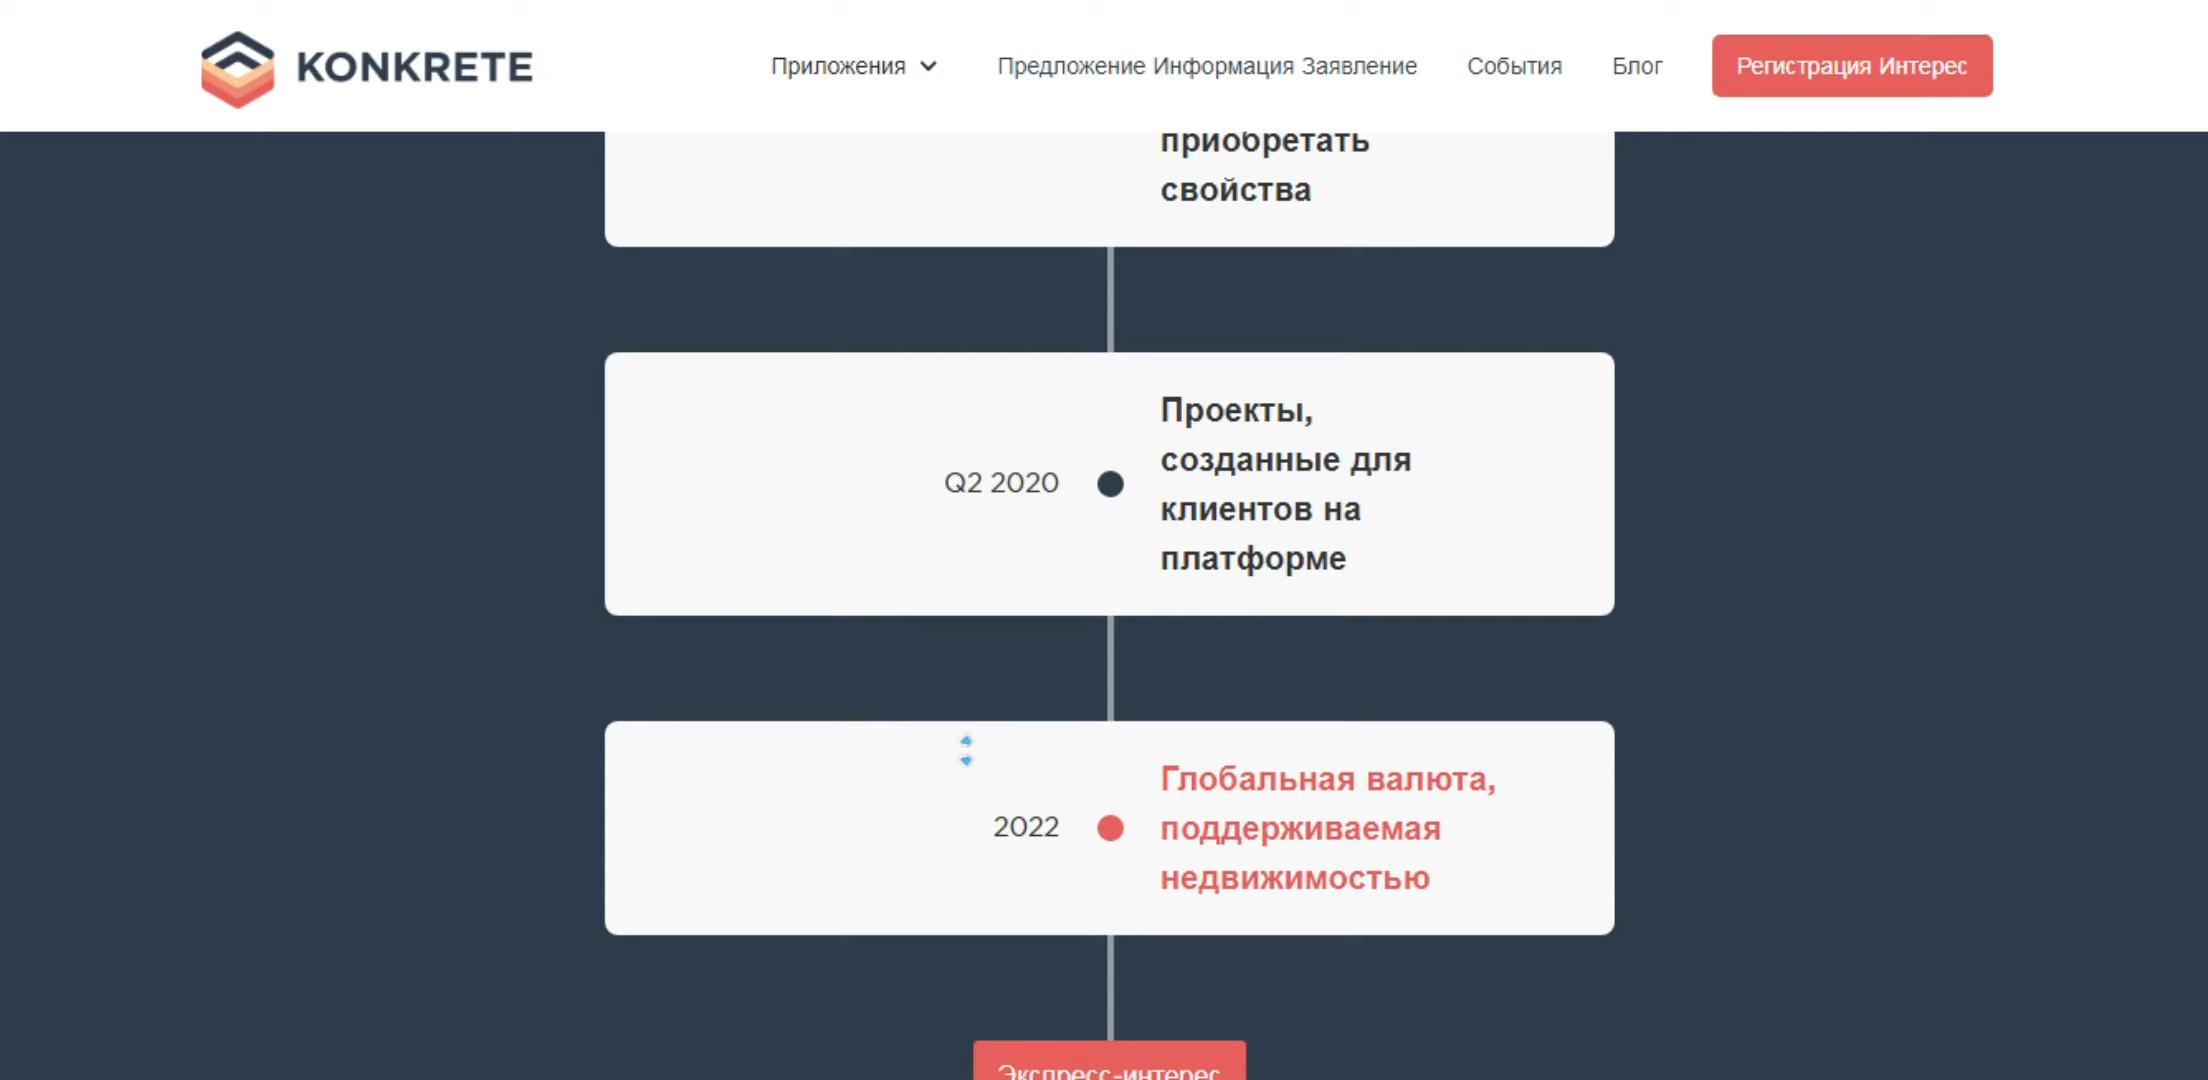 KONKRETE
Приложения
Предложение Информация Заявление
События
Блог
Регистрация Интерес
приобретать
свойства
Q2 2020
Проекты,
созданные для
клиентов на
платформе
2022
Глобальная валюта,
поддерживаемая
недвижимостью
Экспресс-интерес